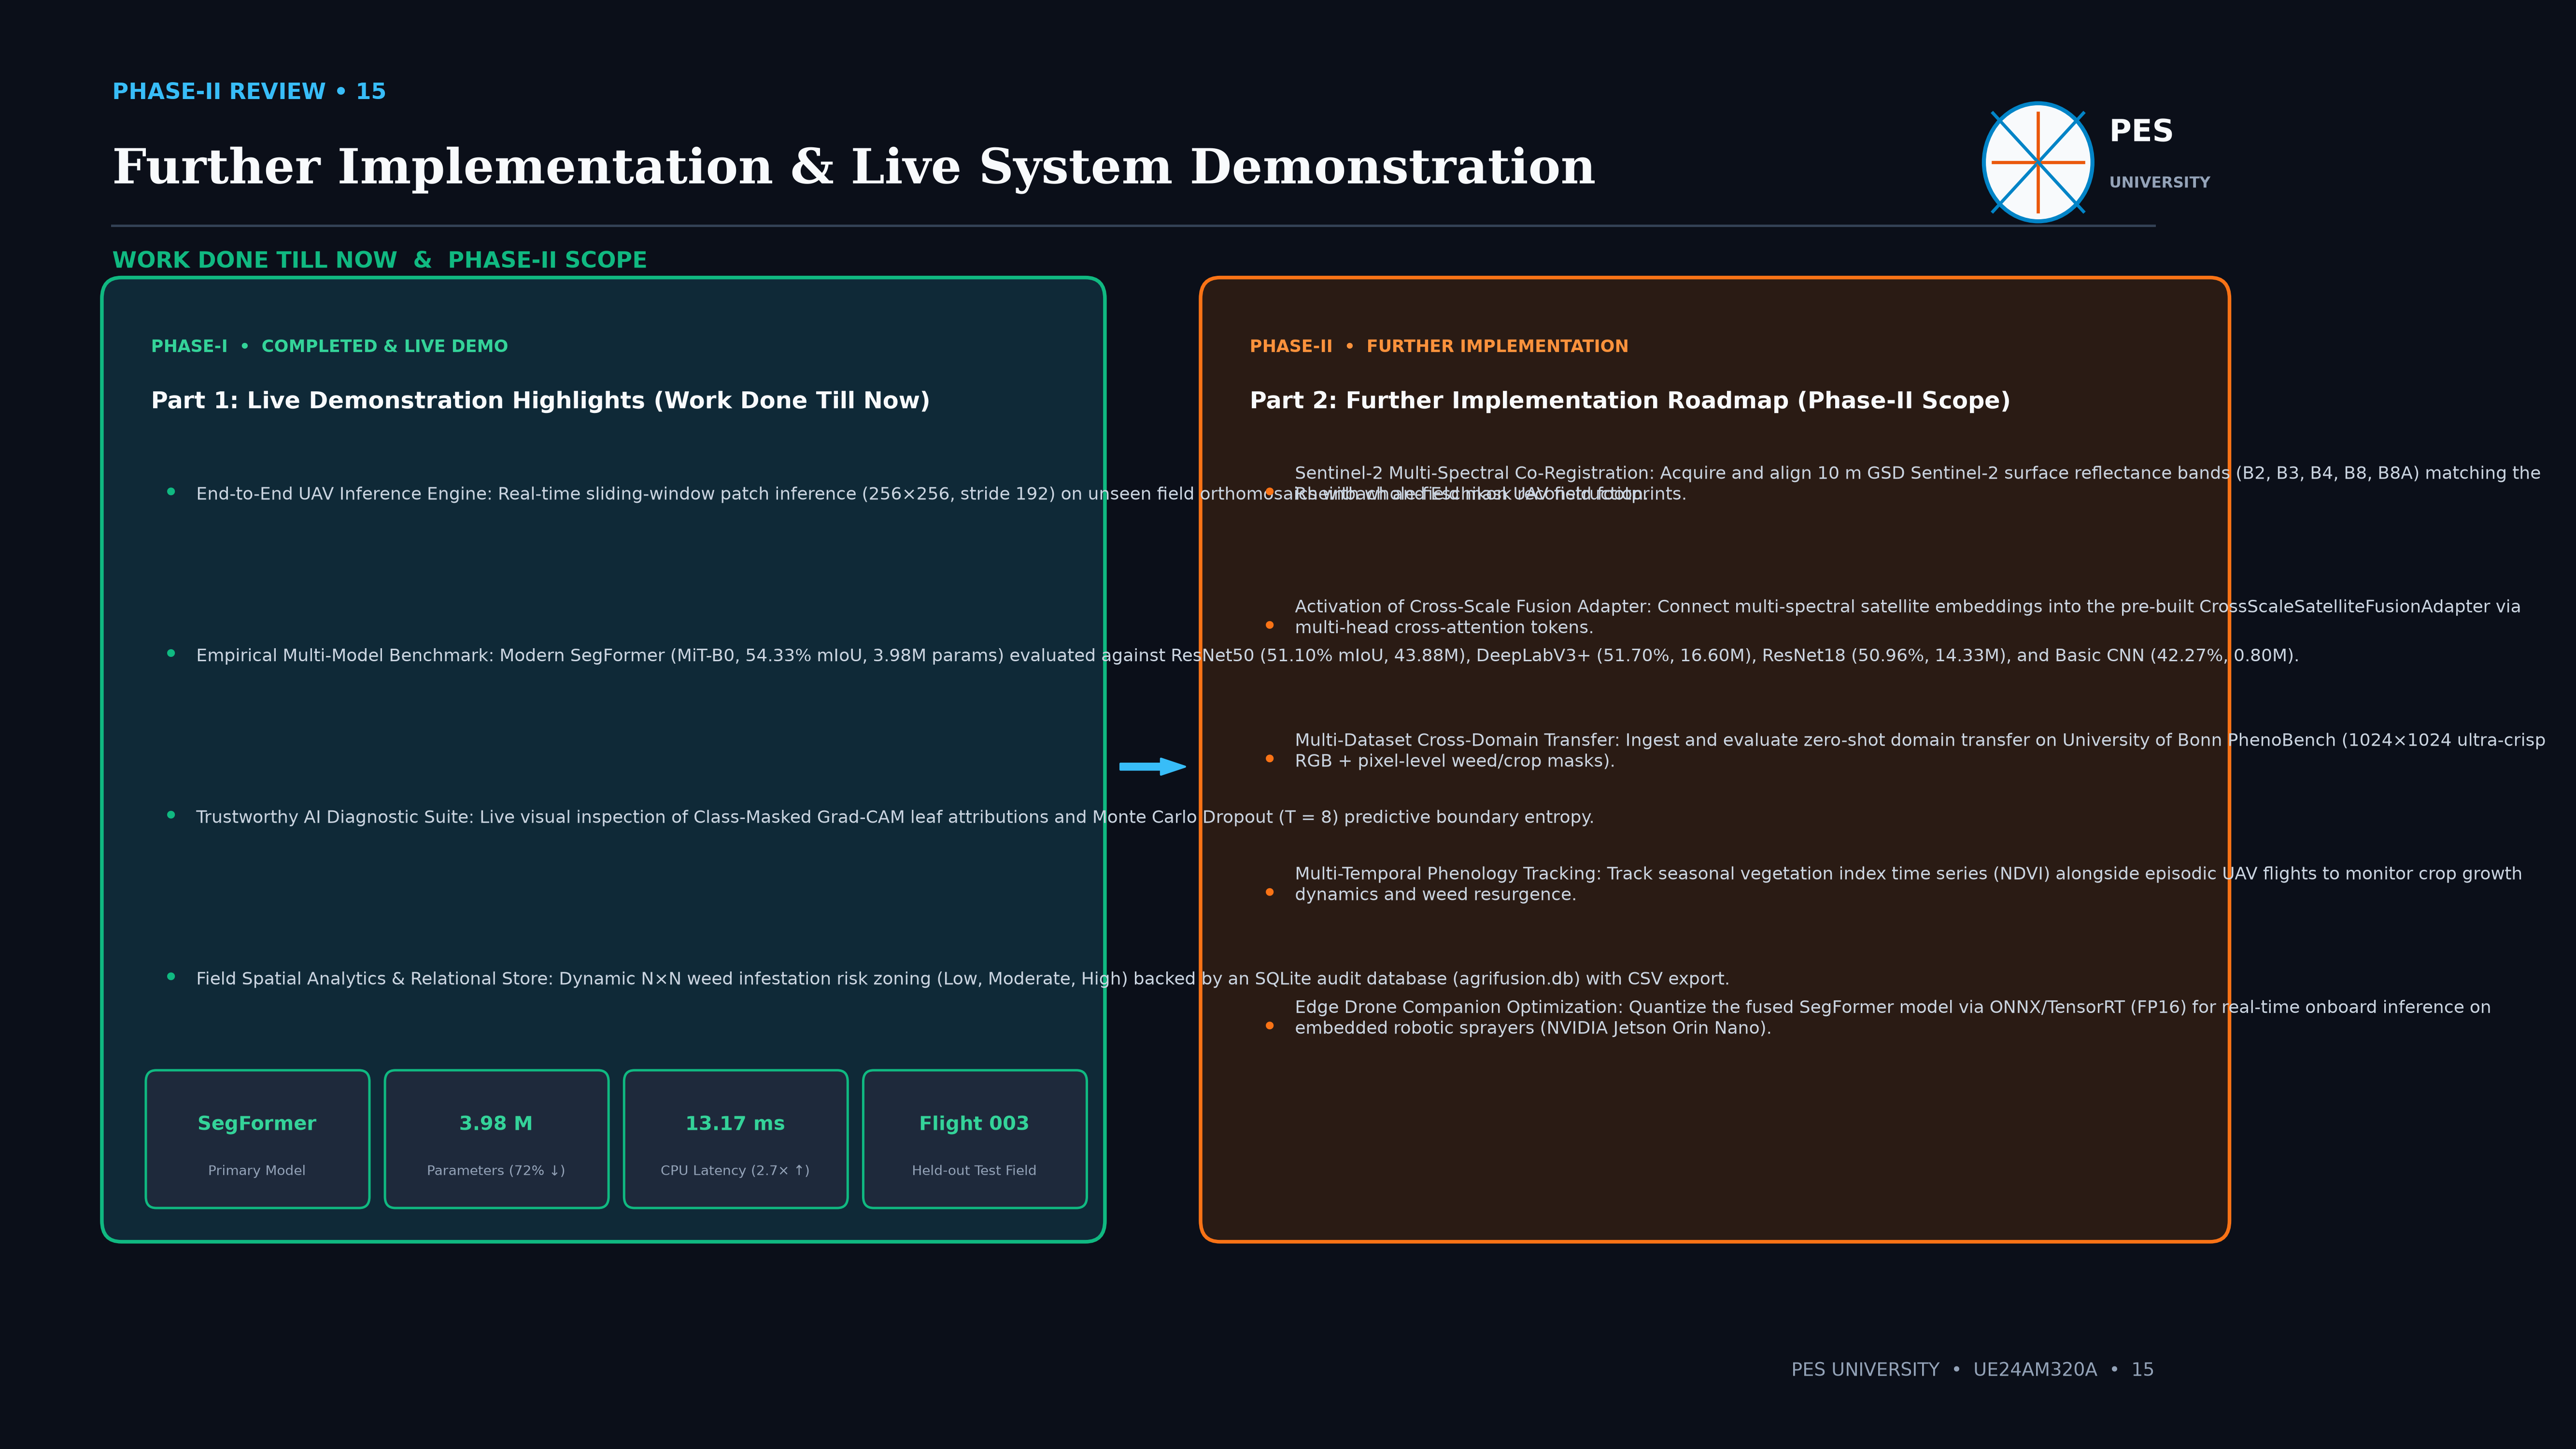 PHASE-II REVIEW • 15
Further Implementation & Live System Demonstration
PES
UNIVERSITY
WORK DONE TILL NOW & PHASE-II SCOPE
PHASE-I • COMPLETED & LIVE DEMO
Part 1: Live Demonstration Highlights (Work Done Till Now)
• End-to-End UAV Inference Engine: Real-time sliding-window patch inference (256×256, stride 192) on unseen field orthomosaics with whole-field mask reconstruction.
• Empirical Multi-Model Benchmark: Modern SegFormer (MiT-B0, 54.33% mIoU, 3.98M params) evaluated against ResNet50 (51.10% mIoU, 43.88M), DeepLabV3+ (51.70%, 16.60M), ResNet18 (50.96%, 14.33M), and Basic CNN (42.27%, 0.80M).
• Trustworthy AI Diagnostic Suite: Live visual inspection of Class-Masked Grad-CAM leaf attributions and Monte Carlo Dropout (T = 8) predictive boundary entropy.
• Field Spatial Analytics & Relational Store: Dynamic N×N weed infestation risk zoning (Low, Moderate, High) backed by an SQLite audit database (agrifusion.db) with CSV export.
SegFormer
Primary Model
3.98 M
Parameters (72% ↓)
13.17 ms
CPU Latency (2.7× ↑)
Flight 003
Held-out Test Field
PHASE-II • FURTHER IMPLEMENTATION
Part 2: Further Implementation Roadmap (Phase-II Scope)
• Sentinel-2 Multi-Spectral Co-Registration: Acquire and align 10 m GSD Sentinel-2 surface reflectance bands (B2, B3, B4, B8, B8A) matching the
Rheinbach and Eschikon UAV field footprints.
• Activation of Cross-Scale Fusion Adapter: Connect multi-spectral satellite embeddings into the pre-built CrossScaleSatelliteFusionAdapter via
multi-head cross-attention tokens.
• Multi-Dataset Cross-Domain Transfer: Ingest and evaluate zero-shot domain transfer on University of Bonn PhenoBench (1024×1024 ultra-crisp
RGB + pixel-level weed/crop masks).
• Multi-Temporal Phenology Tracking: Track seasonal vegetation index time series (NDVI) alongside episodic UAV flights to monitor crop growth
dynamics and weed resurgence.
• Edge Drone Companion Optimization: Quantize the fused SegFormer model via ONNX/TensorRT (FP16) for real-time onboard inference on
embedded robotic sprayers (NVIDIA Jetson Orin Nano).
PES UNIVERSITY • UE24AM320A • 15